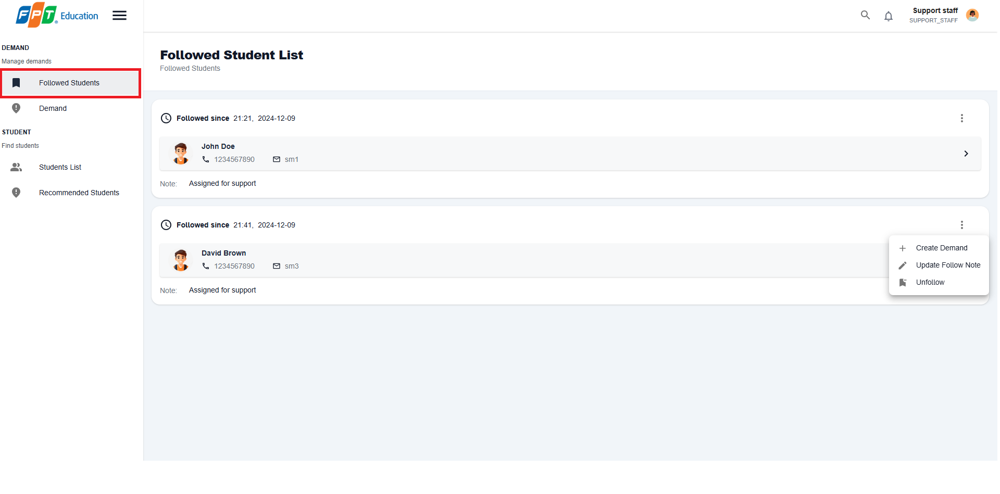 FPT Education
Support staff
SUPPORT_STAFF
DEMAND
Manage demands
Followed Students
Demand
STUDENT
Find students
Students List
Recommended Students
Followed Student List
Followed Students
Followed since 21:21, 2024-12-09
John Doe
1234567890 sm1
Note: Assigned for support
Followed since 21:41, 2024-12-09
David Brown
1234567890 sm3
Note: Assigned for support
Create Demand
Update Follow Note
Unfollow